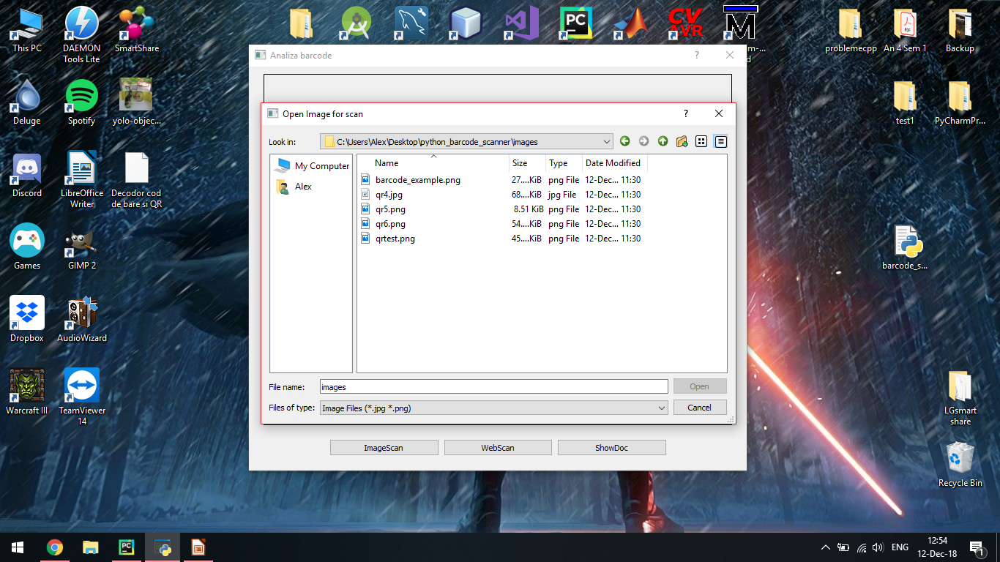 This PC
DAEMON Tools Lite
SmartShare
PC
CV
AVR
M
m-...
d
problemecpp
PDF
An 4 Sem 1
Backup
Deluge
Spotify
yolo-objec...
test1
PyCharmPr...
Discord
LibreOffice Writer
Decodor cod de bare si QR
Games
GIMP 2
barcode_s...
Dropbox
AudioWizard
Warcraft III
TeamViewer 14
LGsmart share
Recycle Bin
Analiza barcode
?
Open Image for scan
?
Look in:
C:\Users\Alex\Desktop\python_barcode_scanner\images
My Computer
Alex
Name Size Type Date Modified
barcode_example.png 27....KiB png File 12-Dec... 11:30
qr4.jpg 68....KiB jpg File 12-Dec... 11:30
qr5.png 8.51 KiB png File 12-Dec... 11:30
qr6.png 54....KiB png File 12-Dec... 11:30
qrtest.png 45....KiB png File 12-Dec... 11:30
File name: images Open
Files of type: Image Files (*.jpg *.png) Cancel
ImageScan WebScan ShowDoc
PC
ENG
12:54
12-Dec-18
1